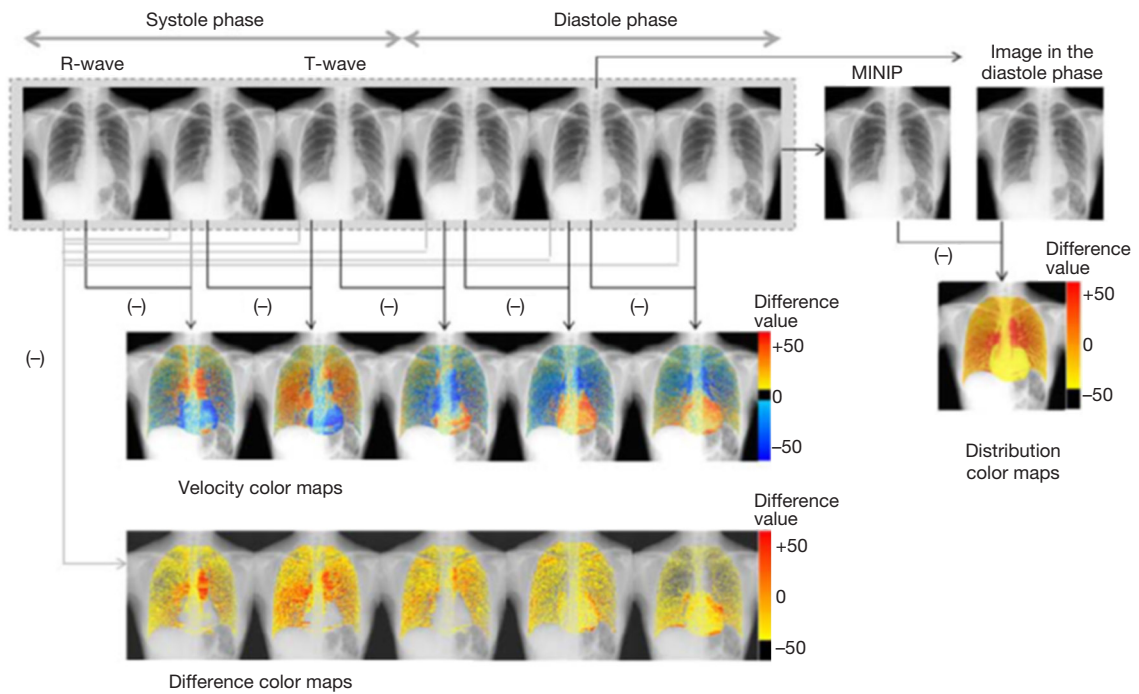 Systole phase
Diastole phase
R-wave
T-wave
MINIP
Image in the
diastole phase
(–)
(–)
(–)
(–)
(–)
(–)
(–)
Difference
value
+50
0
–50
Difference
value
+50
0
–50
Velocity color maps
Distribution
color maps
Difference
value
+50
0
–50
Difference color maps